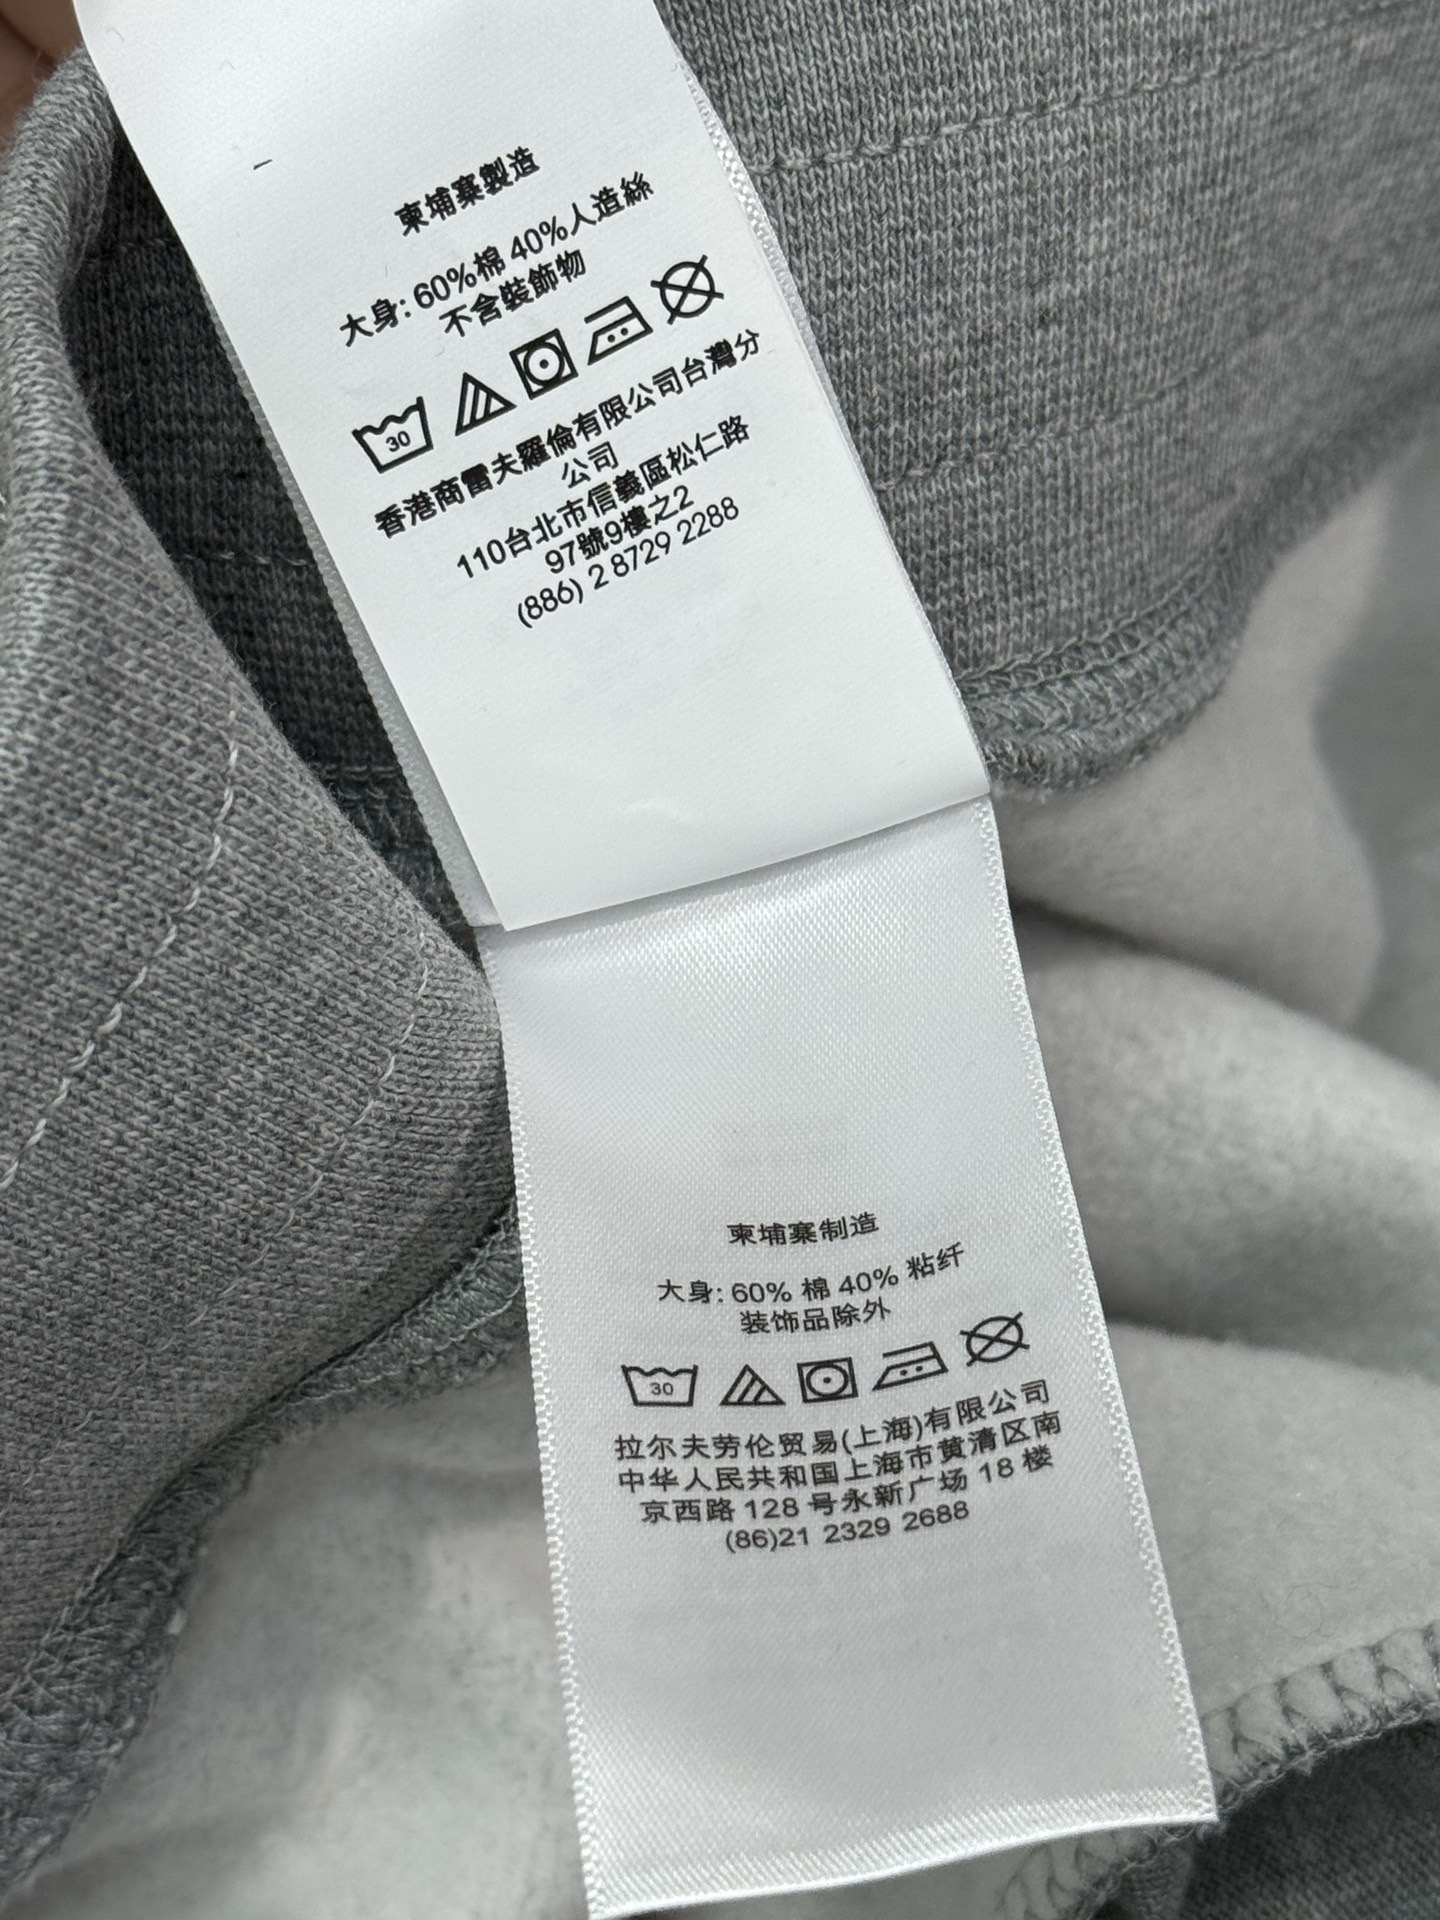 柬埔寨製造
大身: 60%棉 40%人造絲
不含裝飾物
30
香港商雷夫羅倫有限公司台灣分
公司
110台北市信義區松仁路
97號9樓之2
(886) 2 8729 2288
柬埔寨制造
大身: 60% 棉 40% 粘纤
装饰品除外
30
拉尔夫劳伦贸易(上海)有限公司
中华人民共和国上海市黄清区南
京西路 128 号永新广场 18 楼
(86)21 2329 2688